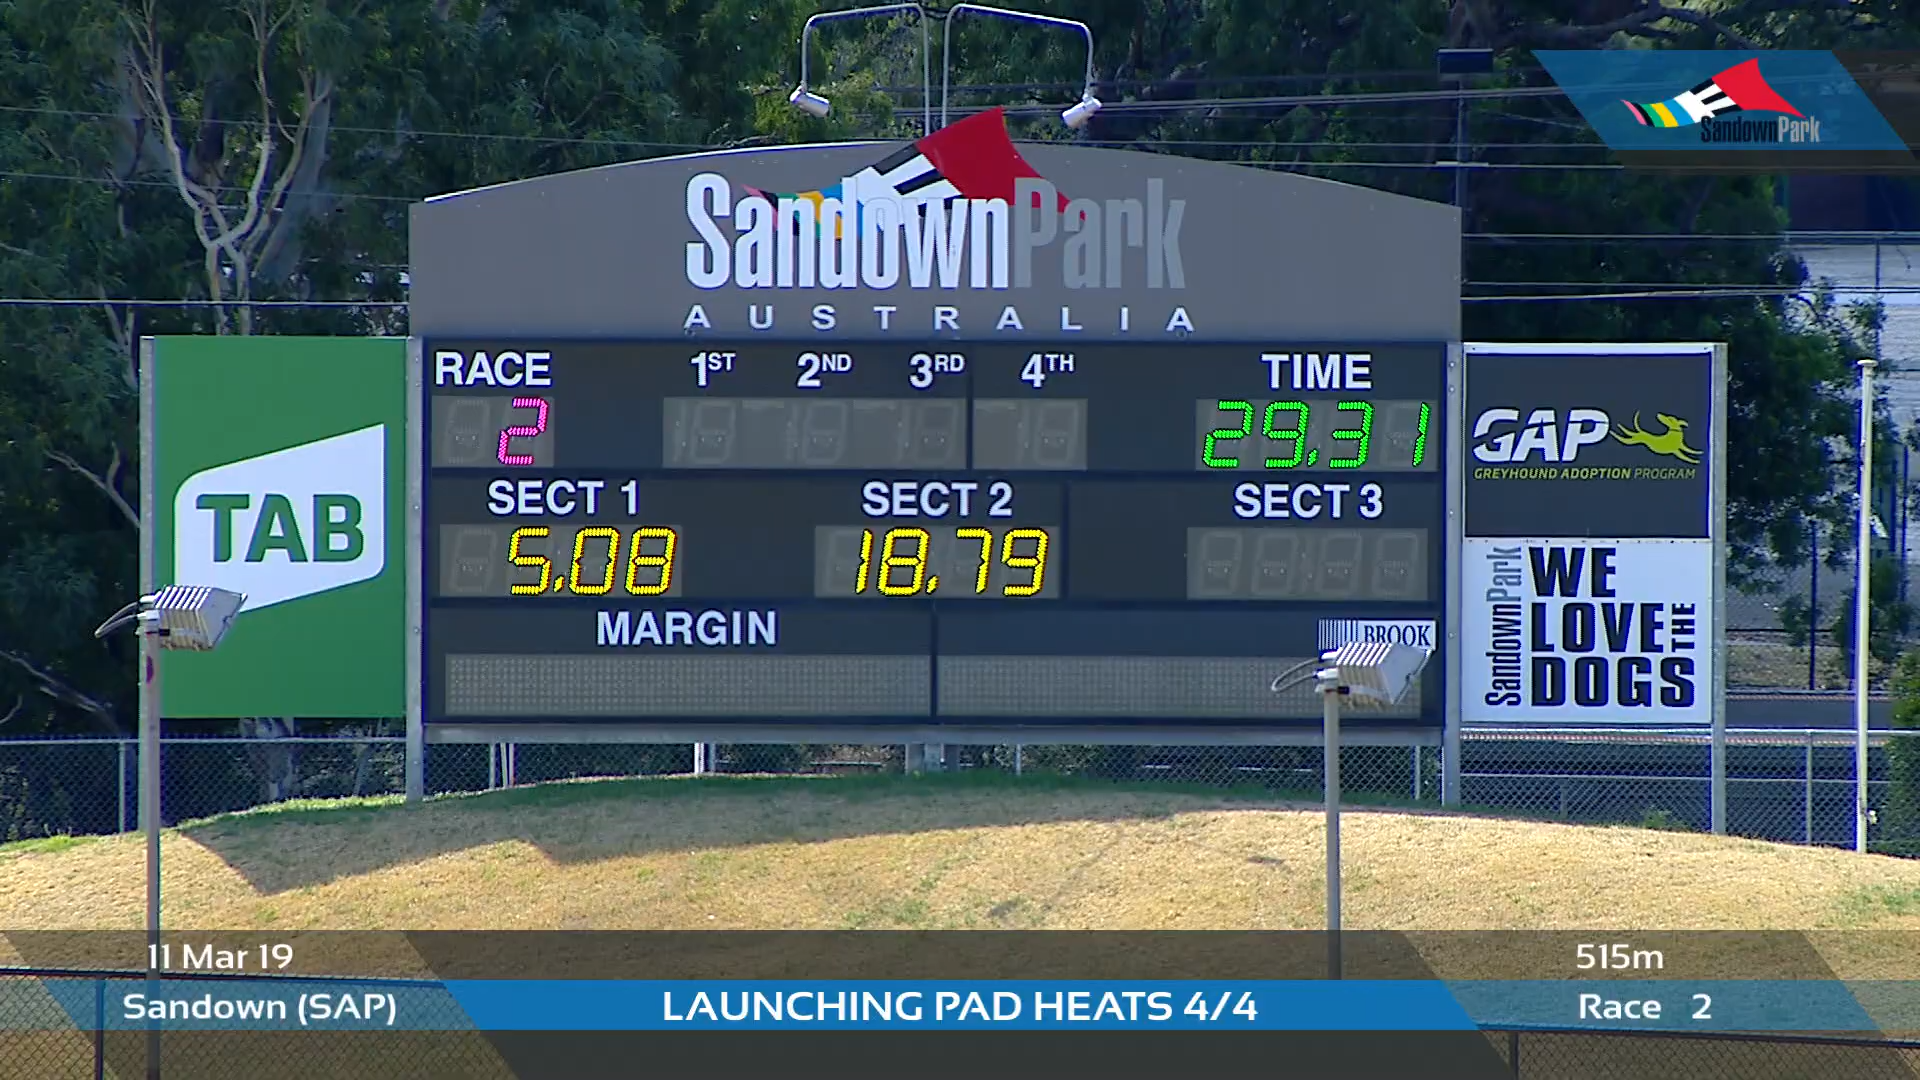 SandownPark
SandownPark
AUSTRALIA
RACE 1ST 2ND 3RD 4TH TIME
2 29.31
SECT 1 SECT 2 SECT 3
5.08 18.79
MARGIN
BROOK
TAB
GAP
GREYHOUND ADOPTION PROGRAM
SandownPark
WE
LOVE THE
DOGS
11 Mar 19
515m
Sandown (SAP)
LAUNCHING PAD HEATS 4/4
Race 2